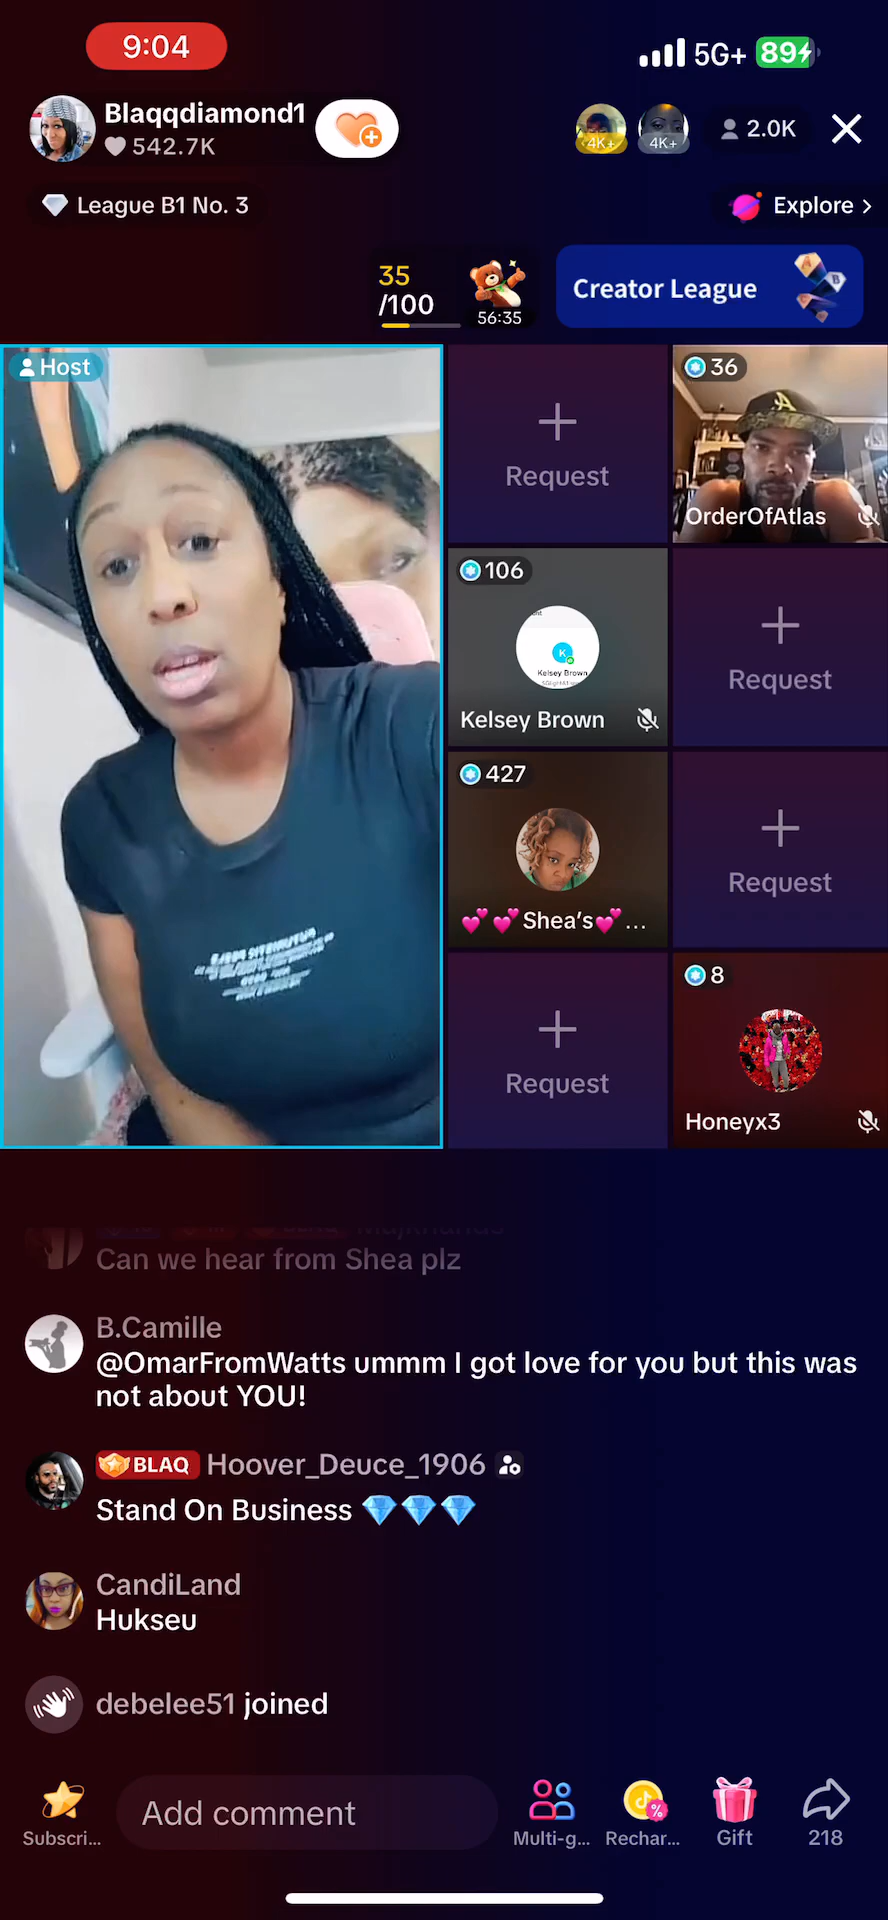 9:04
5G+ 89
Blaqqdiamond1
542.7K
4K+
4K+
2.0K
League B1 No. 3
Explore >
35
/100
56:35
Creator League
Host
Request
36
OrderOfAtlas
106
Kelsey Brown
Kelsey Brown
Request
427
💕💕Shea’s💕...
Request
Request
8
Honeyx3
Can we hear from Shea plz
B.Camille
@OmarFromWatts ummm I got love for you but this was
not about YOU!
BLAQ Hoover_Deuce_1906
Stand On Business 💎💎💎
CandiLand
Hukseu
debelee51 joined
Add comment
Subscri...
Multi-g...
Rechar...
Gift
218